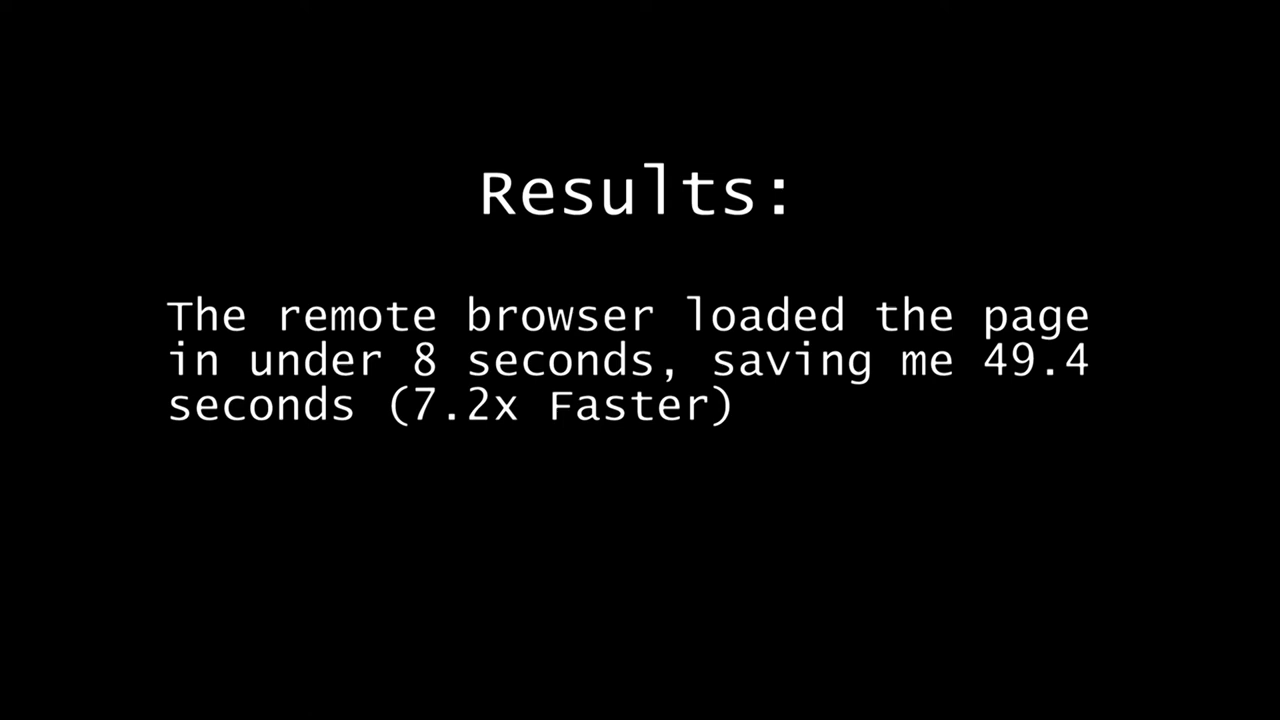 Results:
The remote browser loaded the page
in under 8 seconds, saving me 49.4
seconds (7.2x Faster)